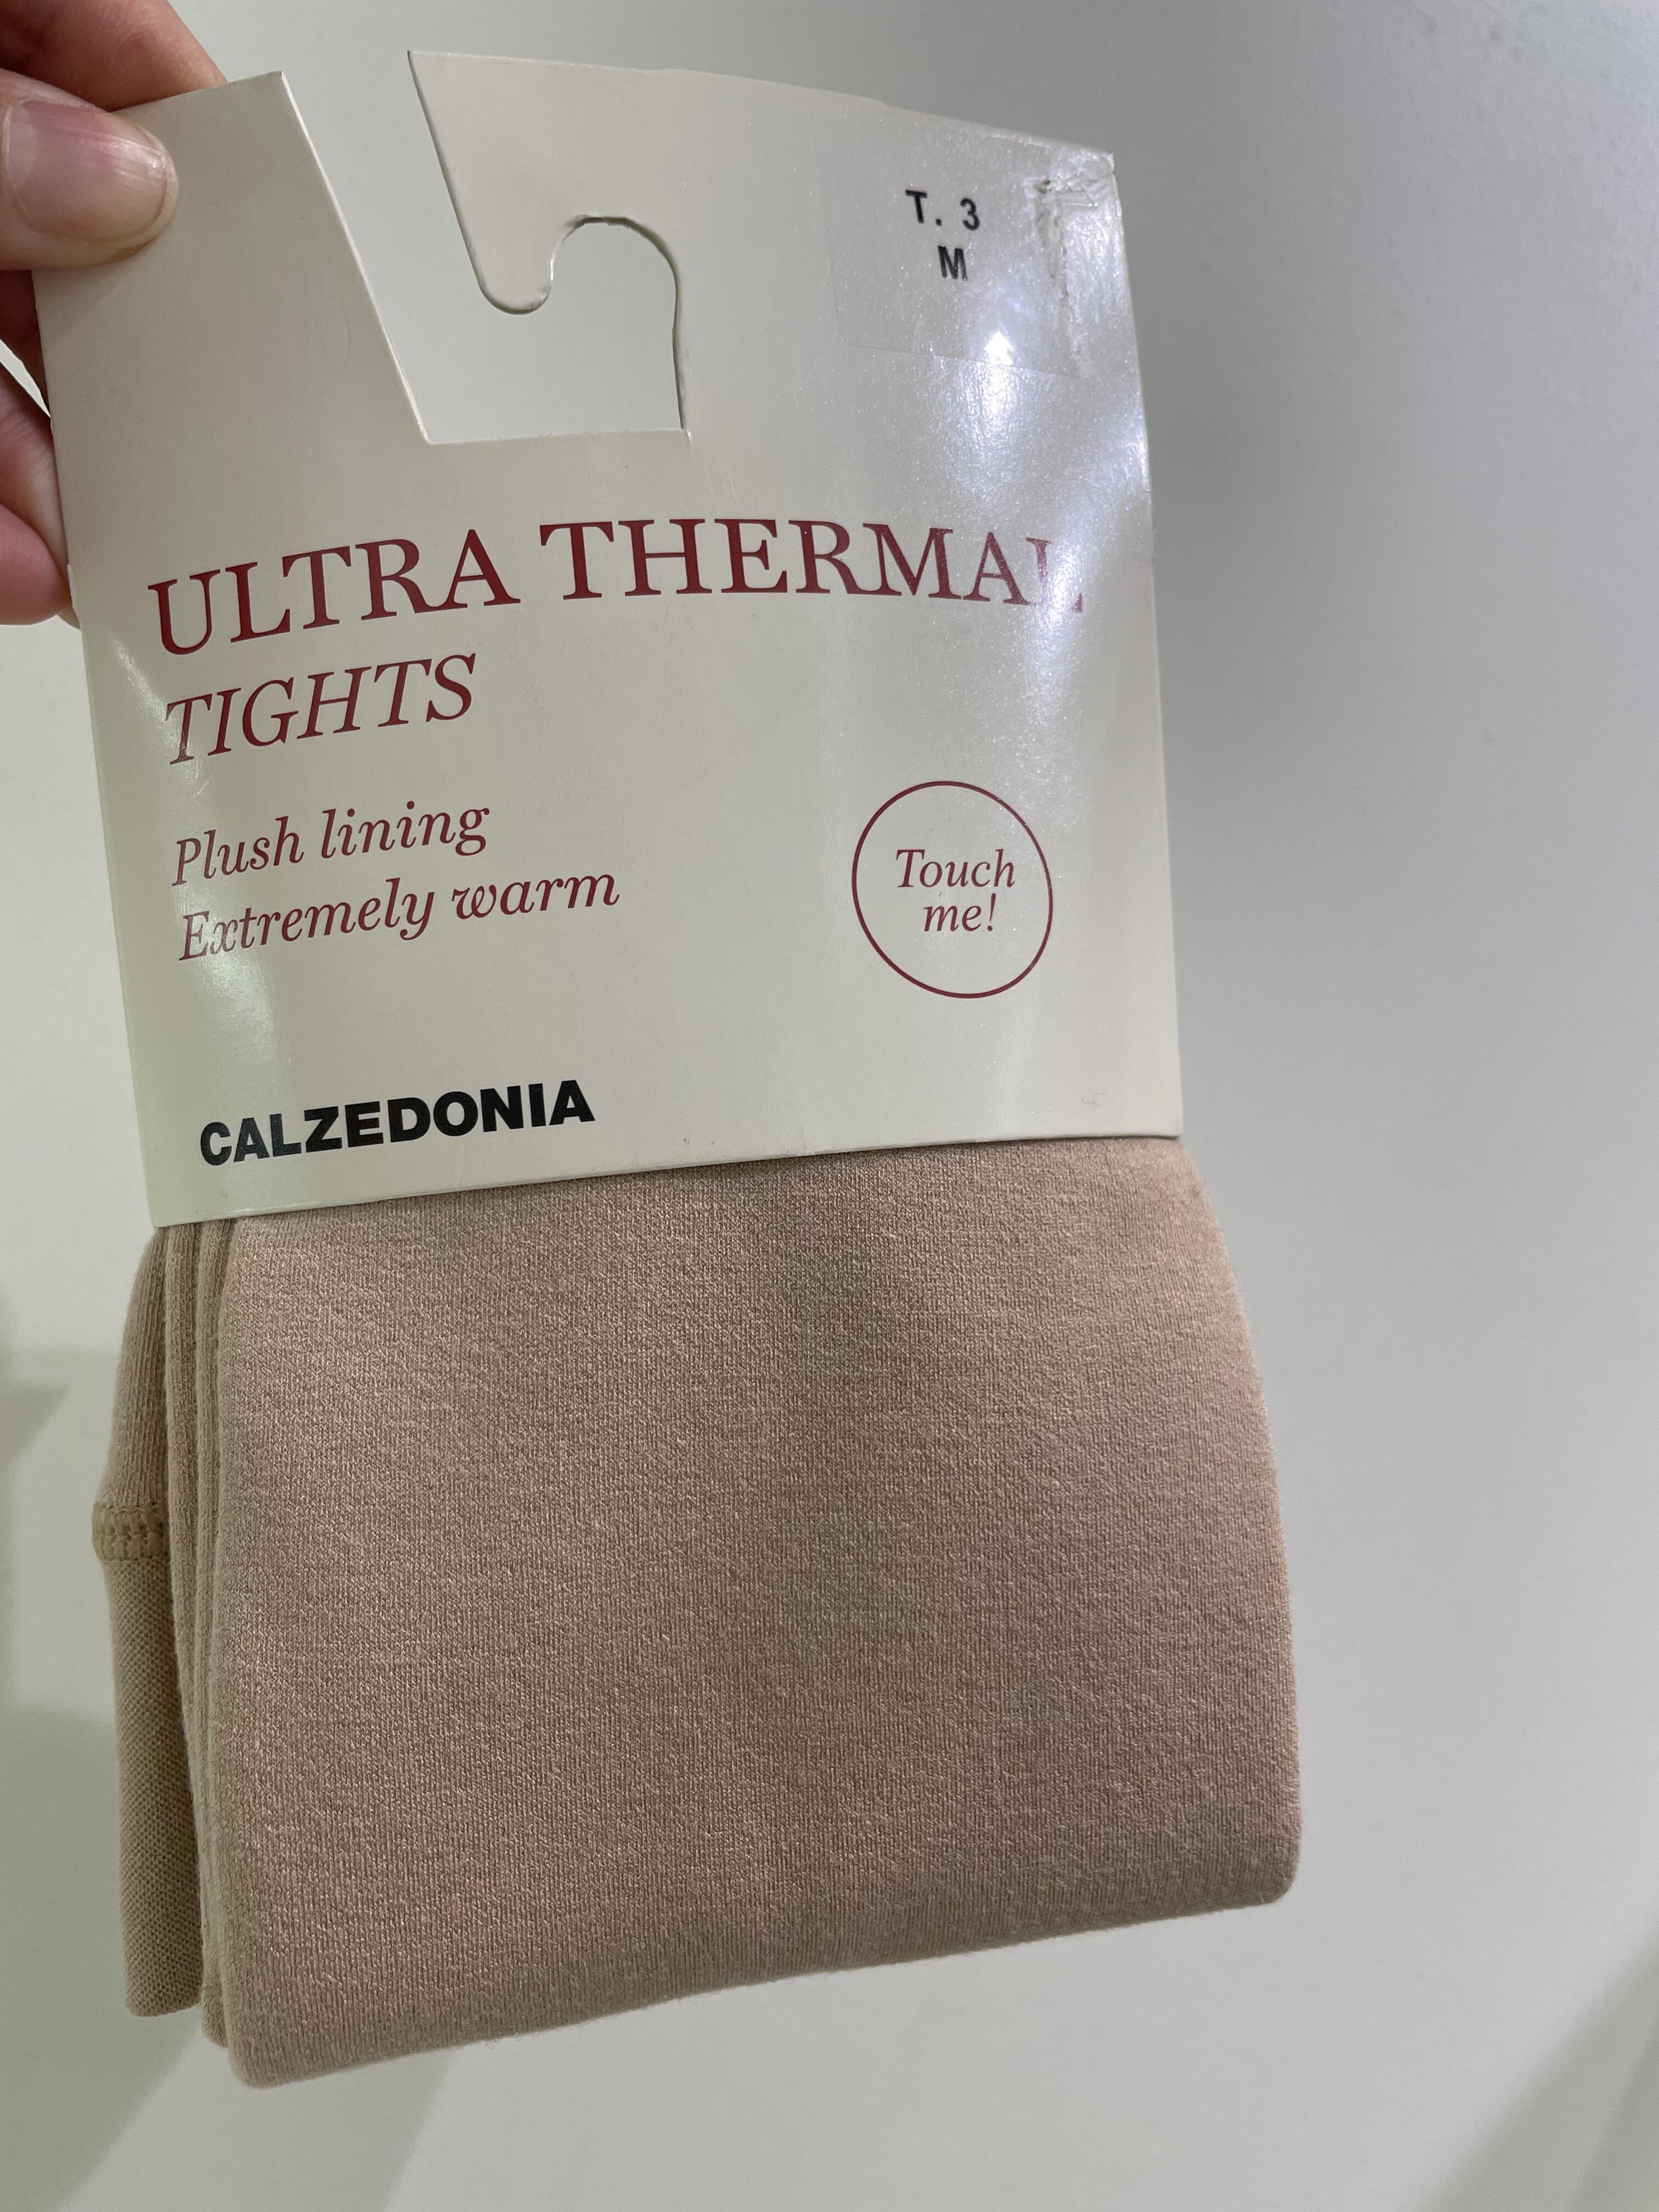 T. 3
M
ULTRA THERMAL
TIGHTS
Plush lining
Extremely warm
Touch
me!
CALZEDONIA